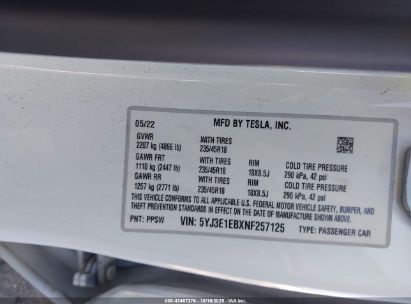 MFD BY TESLA, INC.
05/22
GVWR
2207 kg (4866 lb)
WITH TIRES
235/45R18
GAWR FRT
1110 kg (2447 lb)
WITH TIRES
235/45R18
RIM
18X8.5J
COLD TIRE PRESSURE
290 kPa, 42 psi
GAWR RR
1257 kg (2771 lb)
WITH TIRES
235/45R18
RIM
18X8.5J
COLD TIRE PRESSURE
290 kPa, 42 psi
THIS VEHICLE CONFORMS TO ALL APPLICABLE U.S. FEDERAL MOTOR VEHICLE SAFETY, BUMPER, AND
THEFT PREVENTION STANDARDS IN EFFECT ON THE DATE OF MANUFACTURE SHOWN ABOVE.
PNT: PPSW
VIN: 5YJ3E1EBXNF257125
TYPE: PASSENGER CAR